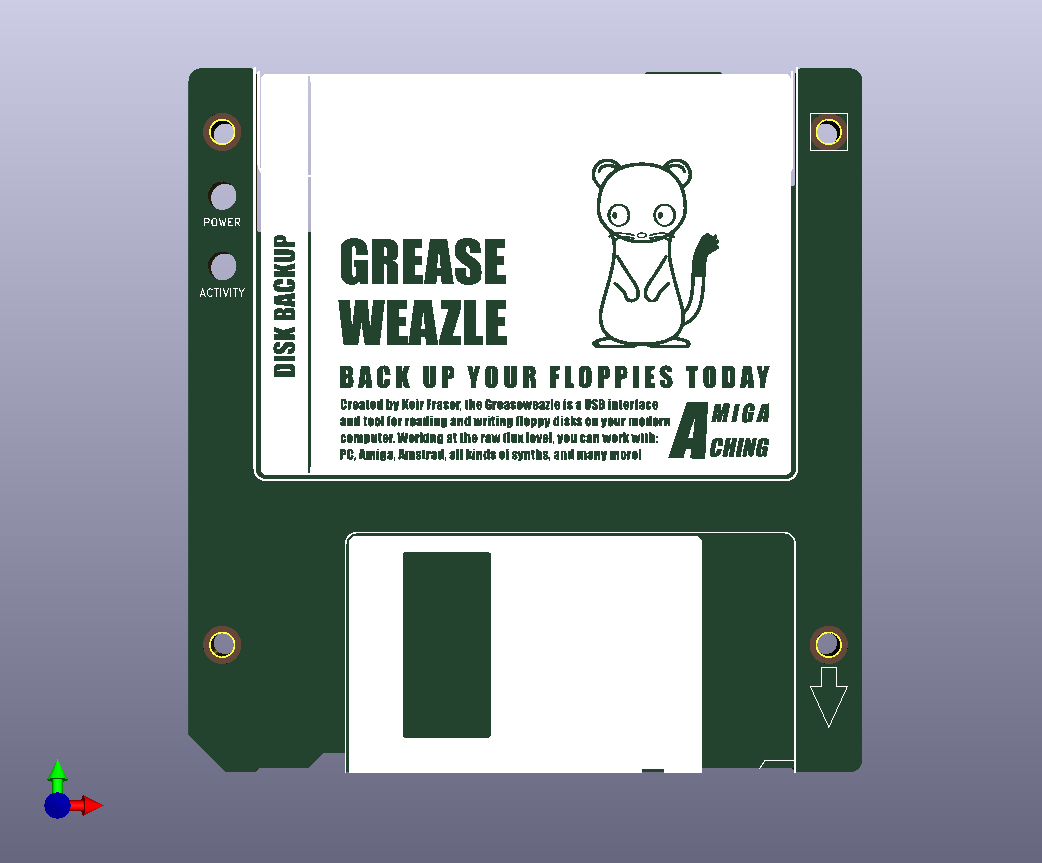 POWER
ACTIVITY
DISK BACKUP
GREASE
WEAZLE
BACK UP YOUR FLOPPIES TODAY
Created by Keir Fraser, the Greaseweazle is a USB interface
and tool for reading and writing floppy disks on your modern
computer. Working at the raw flux level, you can work with:
PC, Amiga, Amstrad, all kinds of synths, and many more!
AMIGA
ACHING